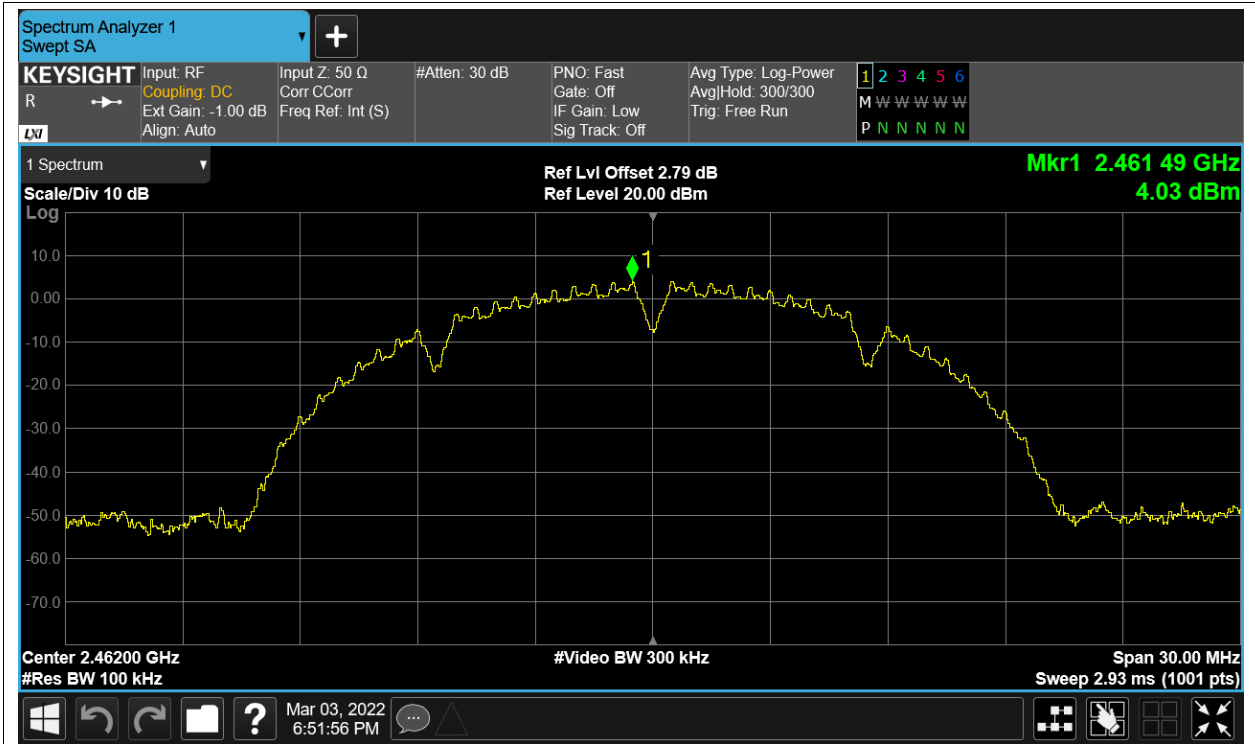 Spectrum Analyzer 1
Swept SA
+
KEYSIGHT
R
LXI
Input: RF
Coupling: DC
Ext Gain: -1.00 dB
Align: Auto
Input Z: 50 Ω
Corr CCorr
Freq Ref: Int (S)
#Atten: 30 dB
PNO: Fast
Gate: Off
IF Gain: Low
Sig Track: Off
Avg Type: Log-Power
Avg|Hold: 300/300
Trig: Free Run
1 2 3 4 5 6
M W W W W W
P N N N N N
1 Spectrum
Scale/Div 10 dB
Log
Ref Lvl Offset 2.79 dB
Ref Level 20.00 dBm
Mkr1 2.461 49 GHz
4.03 dBm
1
10.0
0.00
-10.0
-20.0
-30.0
-40.0
-50.0
-60.0
-70.0
Center 2.46200 GHz
#Res BW 100 kHz
#Video BW 300 kHz
Span 30.00 MHz
Sweep 2.93 ms (1001 pts)
?
Mar 03, 2022
6:51:56 PM